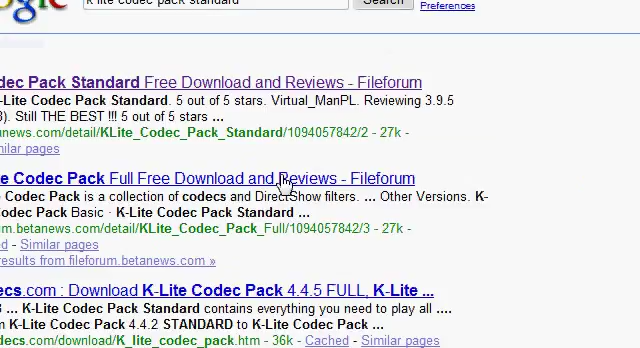 k lite codec pack standard Search Preferences
dec Pack Standard Free Download and Reviews - Fileforum
-Lite Codec Pack Standard. 5 out of 5 stars. Virtual_ManPL. Reviewing 3.9.5
3). Still THE BEST !!! 5 out of 5 stars ...
news.com/detail/KLite_Codec_Pack_Standard/1094057842/2 - 27k -
milar pages
te Codec Pack Full Free Download and Reviews - Fileforum
Codec Pack is a collection of codecs and DirectShow filters. ... Other Versions. K-
odec Pack Basic · K-Lite Codec Pack Standard ...
m.betanews.com/detail/KLite_Codec_Pack_Full/1094057842/3 - 27k -
ed - Similar pages
results from fileforum.betanews.com »
ecs.com : Download K-Lite Codec Pack 4.4.5 FULL, K-Lite ...
... K-Lite Codec Pack Standard contains everything you need to play all ....
m K-Lite Codec Pack 4.4.2 STANDARD to K-Lite Codec Pack ...
decs.com/download/K_lite_codec_pack.htm - 36k - Cached - Similar pages